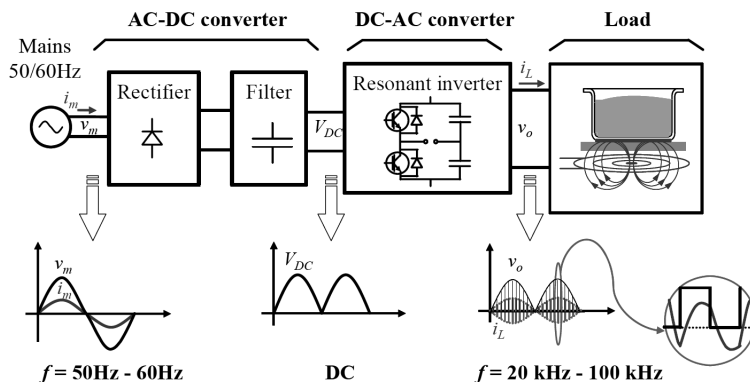 AC-DC converter
DC-AC converter
Load
Mains
50/60Hz
i_m
v_m
Rectifier
Filter
V_DC
Resonant inverter
i_L
v_o
v_m
i_m
V_DC
v_o
i_L
f = 50Hz - 60Hz
DC
f = 20 kHz - 100 kHz